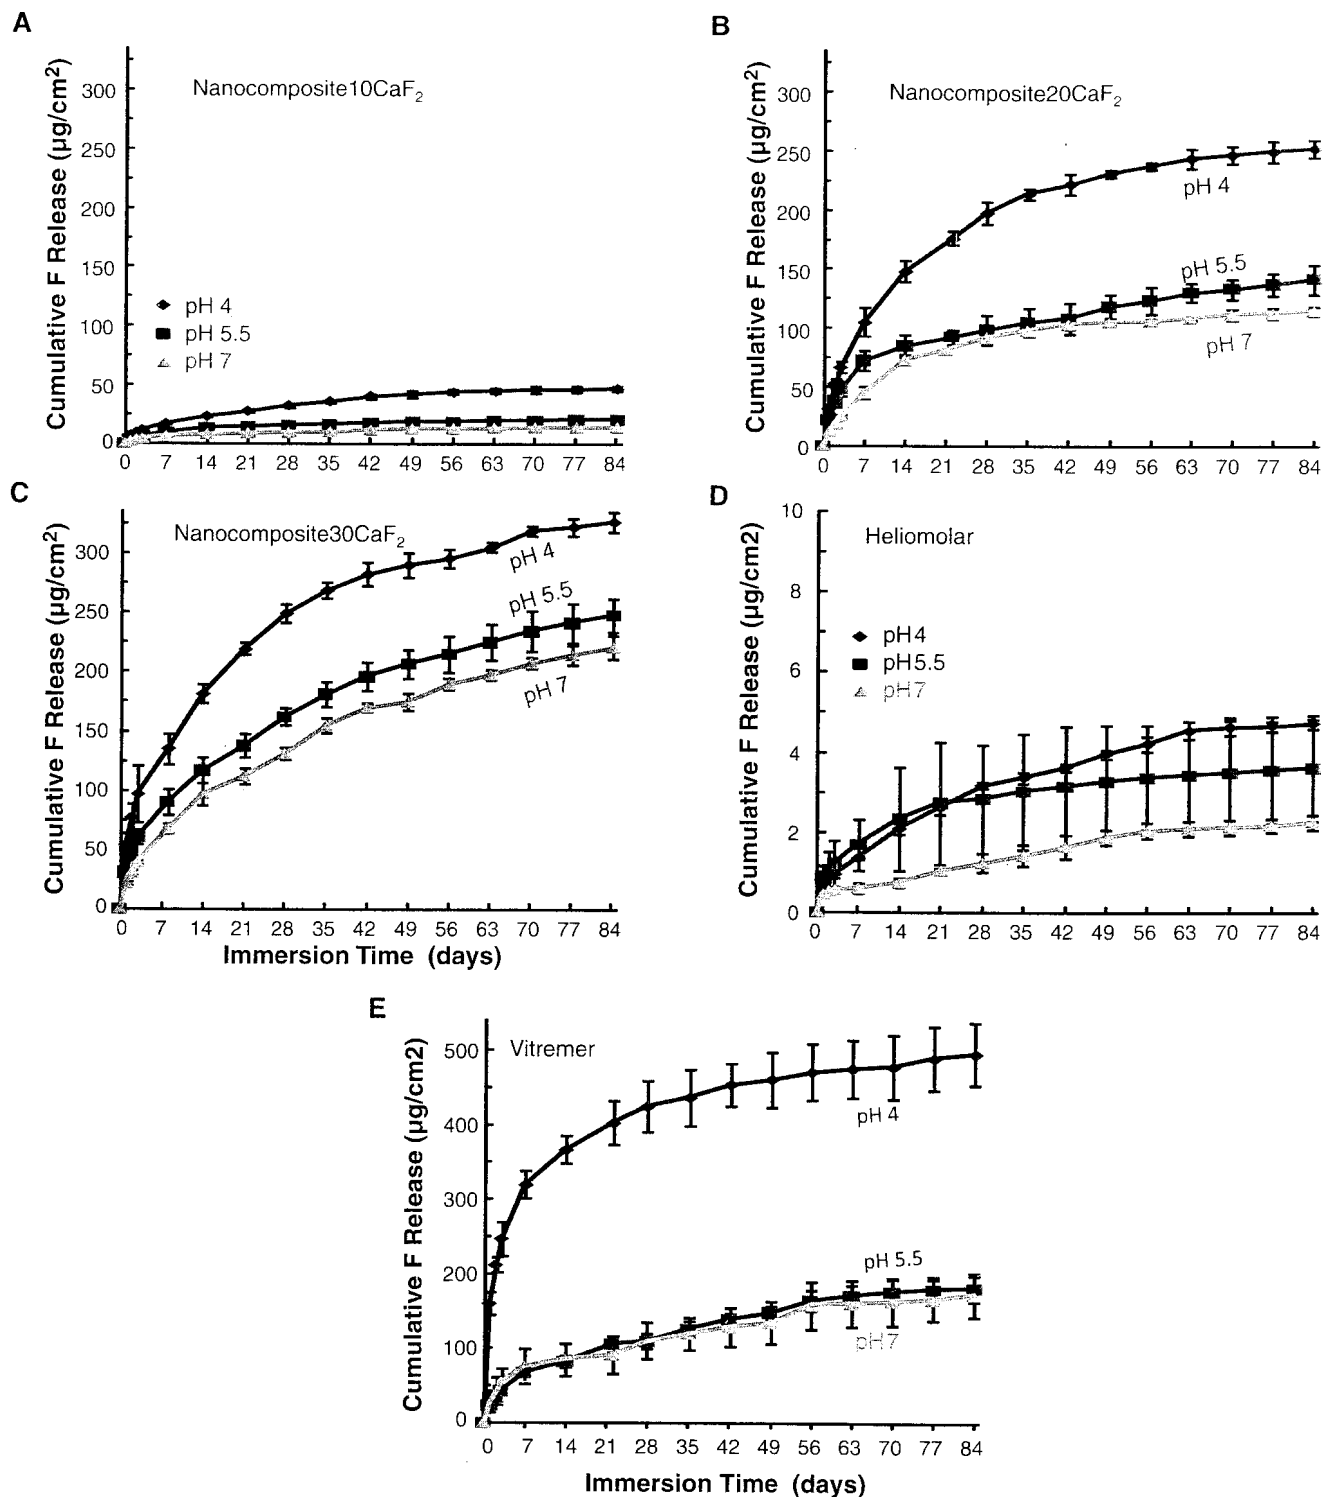 A
Cumulative F Release (µg/cm²)
300
250
200
150
100
50
0
Nanocomposite10CaF₂
pH 4
pH 5.5
pH 7
0 7 14 21 28 35 42 49 56 63 70 77 84
B
Cumulative F Release (µg/cm²)
300
250
200
150
100
50
0
Nanocomposite20CaF₂
pH 4
pH 5.5
pH 7
0 7 14 21 28 35 42 49 56 63 70 77 84
C
Cumulative F Release (µg/cm²)
300
250
200
150
100
50
0
Nanocomposite30CaF₂
pH 4
pH 5.5
pH 7
0 7 14 21 28 35 42 49 56 63 70 77 84
Immersion Time (days)
D
Cumulative F Release (µg/cm2)
10
8
6
4
2
0
Heliomolar
pH4
pH5.5
pH7
0 7 14 21 28 35 42 49 56 63 70 77 84
E
Cumulative F Release (µg/cm2)
500
400
300
200
100
0
Vitremer
pH 4
pH 5.5
pH7
0 7 14 21 28 35 42 49 56 63 70 77 84
Immersion Time (days)